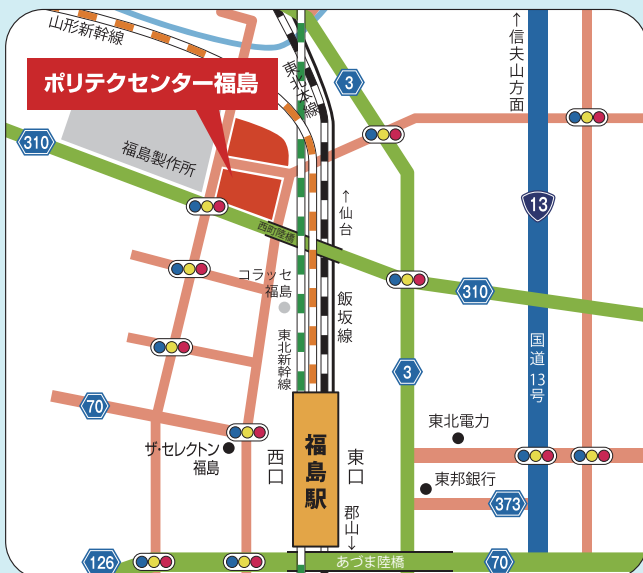 山形新幹線
ポリテクセンター福島
東北本線
3
↑信夫山方面
310
福島製作所
13
↑仙台
西町陸橋
コラッセ
福島
310
飯坂線
東北新幹線
国道13号
3
70
東北電力
ザ・セレクトン
福島
西口
福島駅
東口
東邦銀行
373
郡山↓
126
あづま陸橋
70